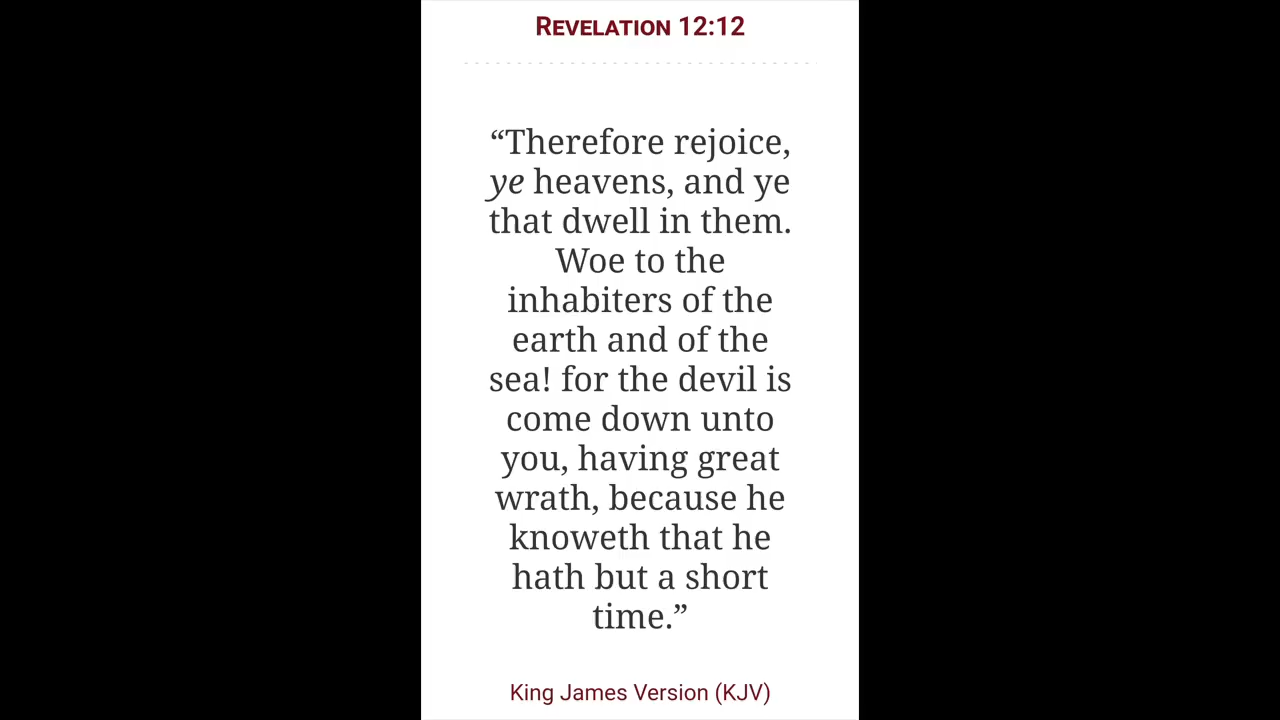 REVELATION 12:12
“Therefore rejoice,
ye heavens, and ye
that dwell in them.
Woe to the
inhabiters of the
earth and of the
sea! for the devil is
come down unto
you, having great
wrath, because he
knoweth that he
hath but a short
time.”
King James Version (KJV)